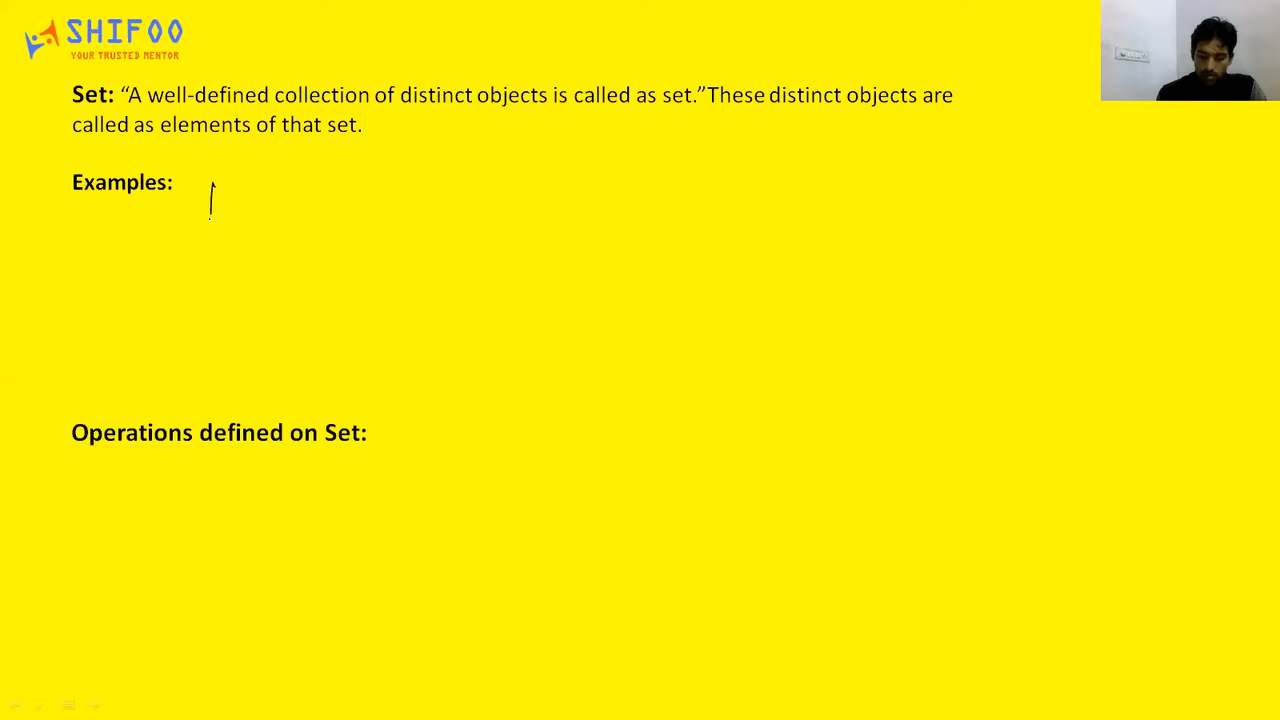 SHIFOO
YOUR TRUSTED MENTOR
Set: “A well-defined collection of distinct objects is called as set.”These distinct objects are
called as elements of that set.
Examples:
Operations defined on Set: